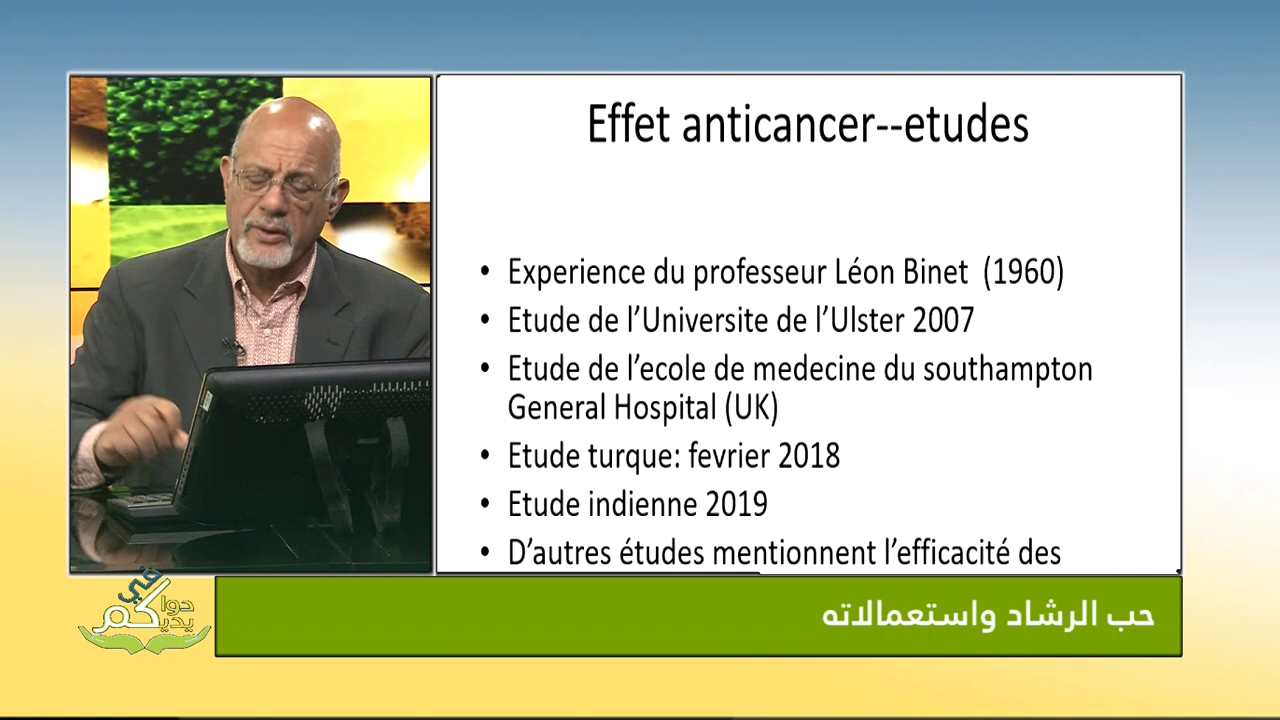 Effet anticancer--etudes
• Experience du professeur Léon Binet (1960)
• Etude de l’Universite de l’Ulster 2007
• Etude de l’ecole de medecine du southampton
General Hospital (UK)
• Etude turque: fevrier 2018
• Etude indienne 2019
• D’autres études mentionnent l’efficacité des
حب الرشاد واستعمالاته
دواكم في يديكم